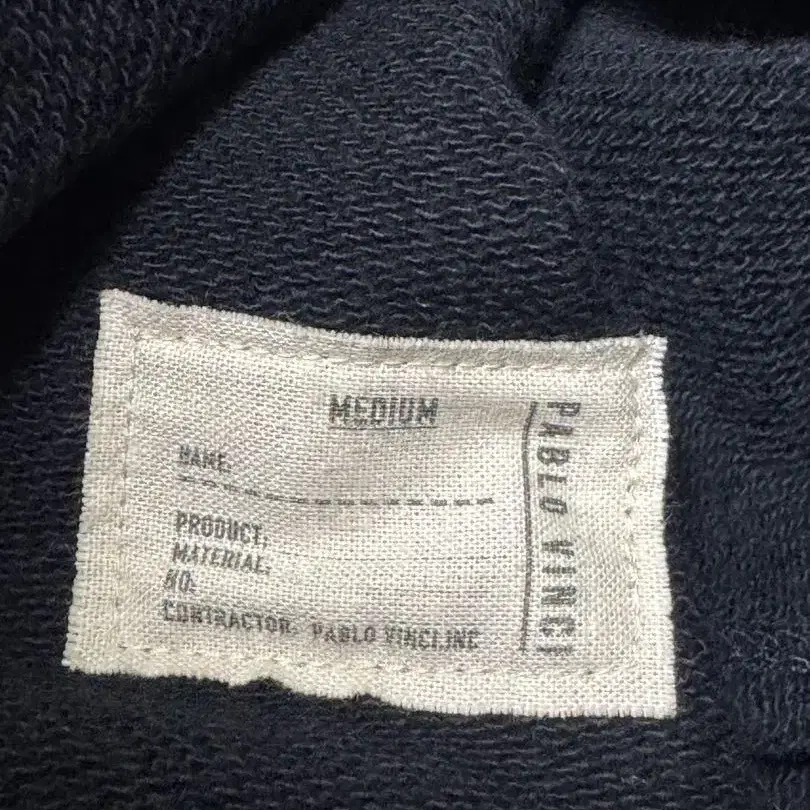 MEDIUM
NAME.
PRODUCT.
MATERIAL.
NO.
CONTRACTOR. PABLO VINCI.INC
PABLO VINCI